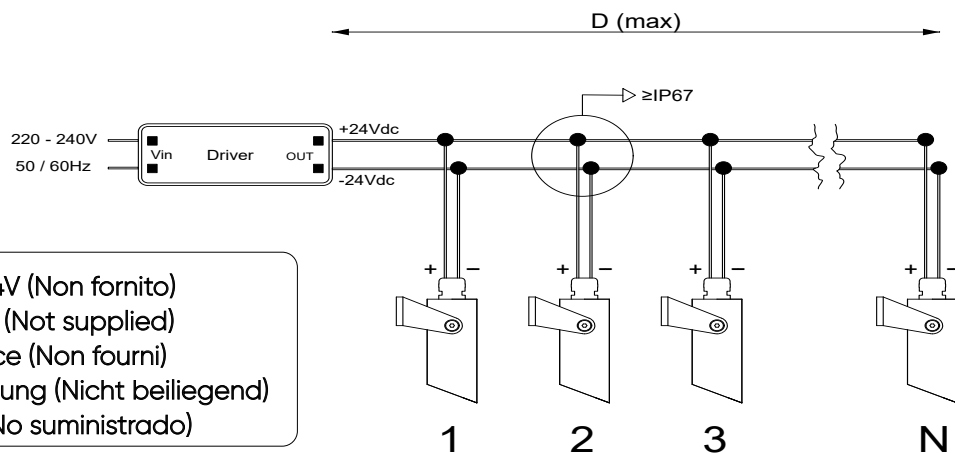 D (max)
≥IP67
+24Vdc
220 - 240V
50 / 60Hz
Vin
Driver
OUT
-24Vdc
+ − + − + − + −
V (Non fornito)
(Not supplied)
(Non fourni)
(Nicht beiliegend)
No suministrado)
1 2 3 N